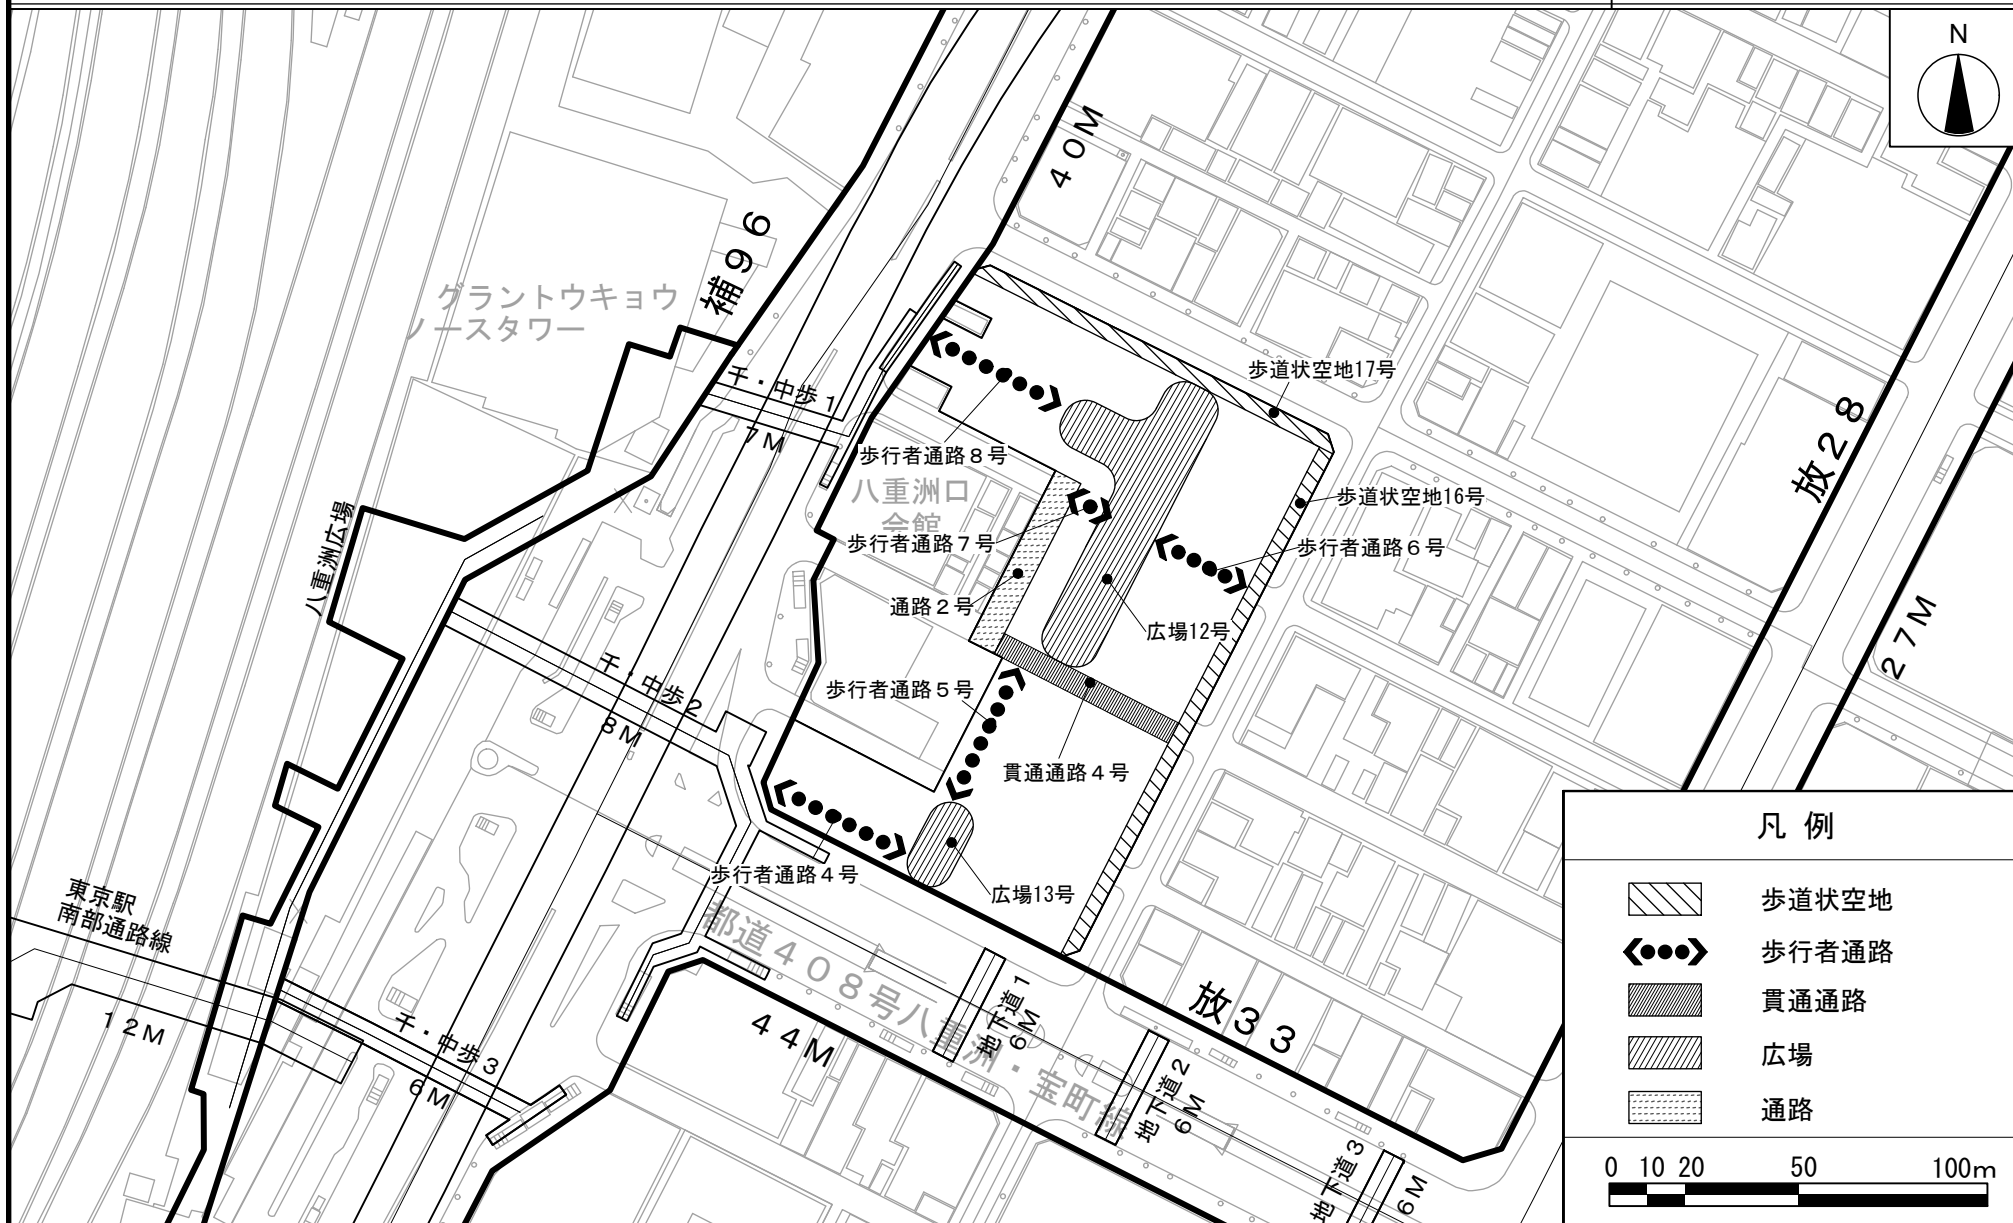 N
40M
補96
グラントウキョウ
ノースタワー
千・中歩1
7M
歩道状空地17号
放28
歩行者通路8号
八重洲口
会館
歩道状空地16号
八重洲広場
歩行者通路7号
歩行者通路6号
通路2号
広場12号
27M
千・中歩2
8M
歩行者通路5号
貫通通路4号
歩行者通路4号
広場13号
東京駅
南部通路線
12M
都道408号八重洲・宝町線
千・中歩3
6M
44M
地下道1
6M
放33
地下道2
6M
地下道3
6M
凡例
歩道状空地
歩行者通路
貫通通路
広場
通路
0 10 20 50 100m